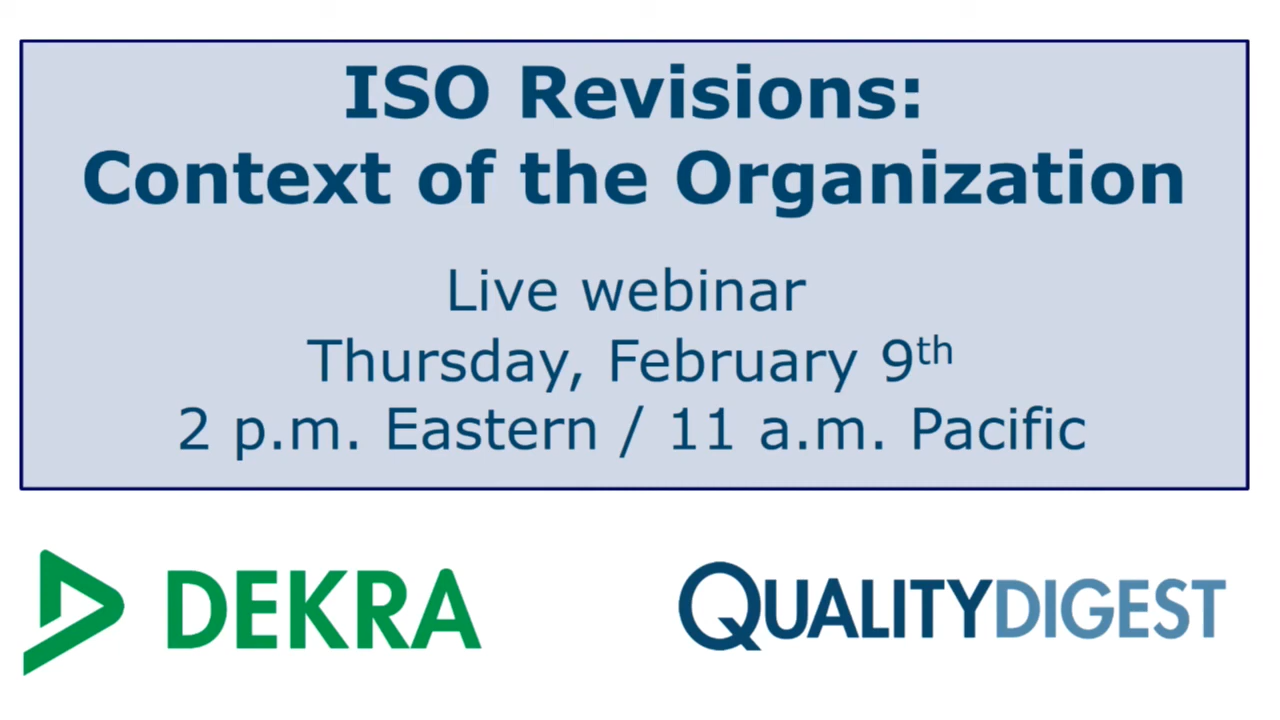 ISO Revisions:
Context of the Organization
Live webinar
Thursday, February 9th
2 p.m. Eastern / 11 a.m. Pacific
DEKRA
QUALITYDIGEST